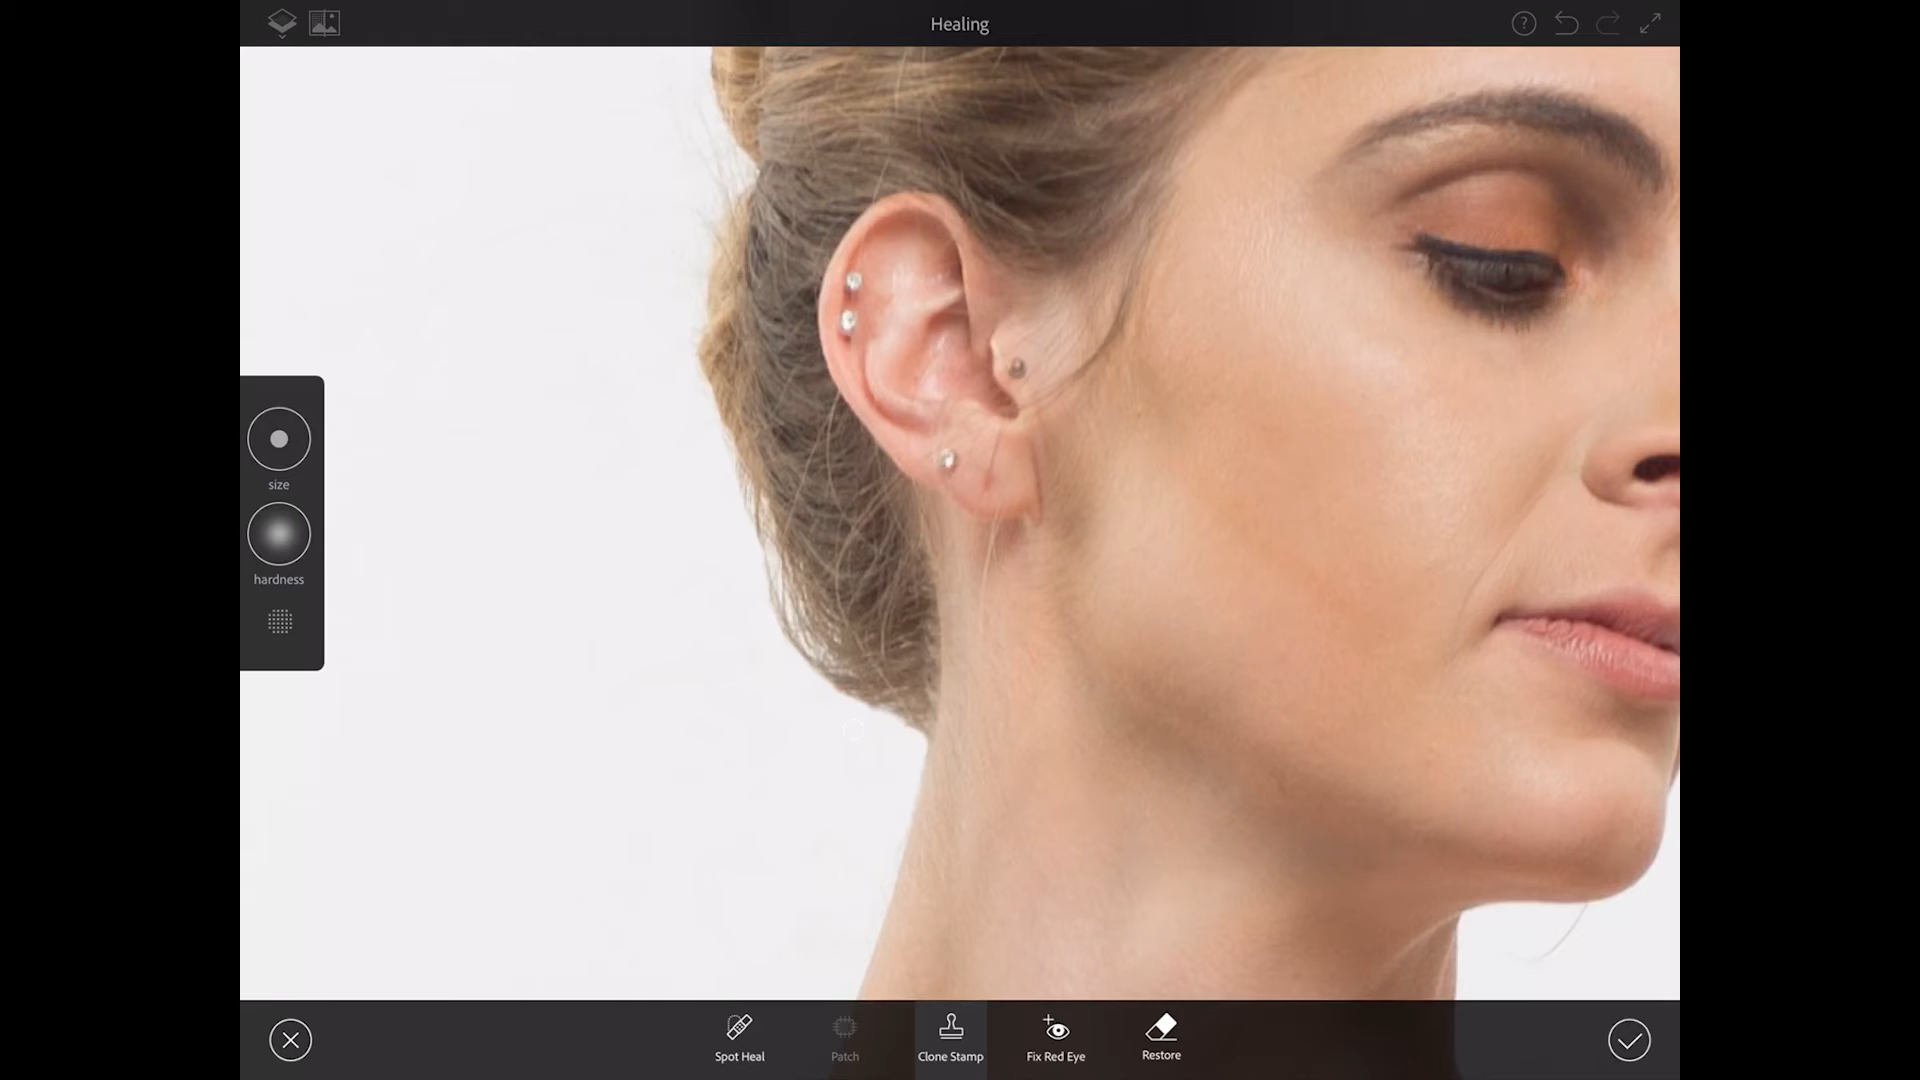 Healing
size
hardness
Spot Heal
Patch
Clone Stamp
Fix Red Eye
Restore